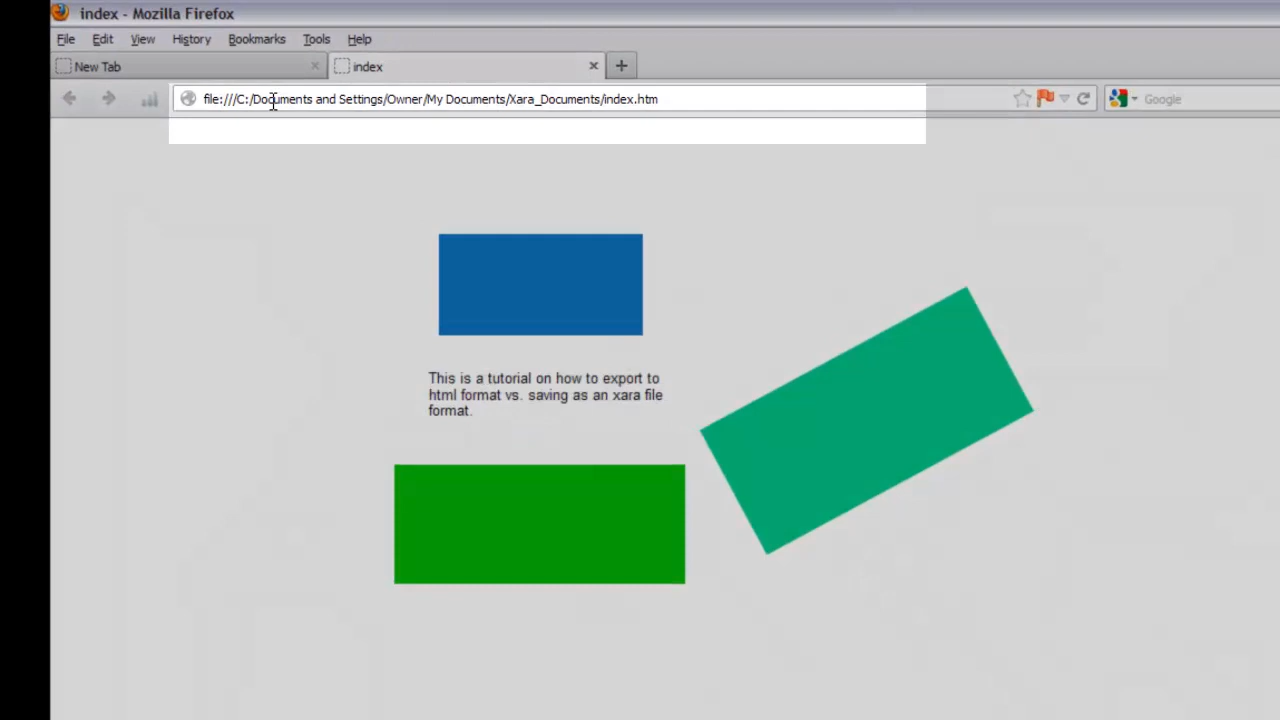 index - Mozilla Firefox
File Edit View History Bookmarks Tools Help
New Tab index
file:///C:/Documents and Settings/Owner/My Documents/Xara_Documents/index.htm Google
This is a tutorial on how to export to
html format vs. saving as an xara file
format.